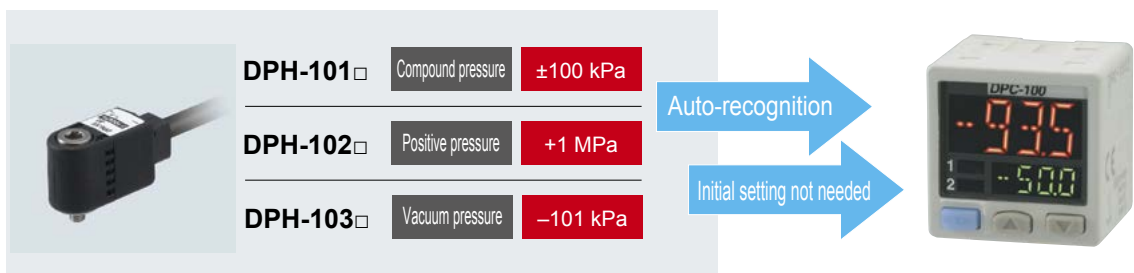 DPH-101□ Compound pressure ±100 kPa
DPH-102□ Positive pressure +1 MPa
DPH-103□ Vacuum pressure –101 kPa
Auto-recognition
Initial setting not needed
DPC-100
-93.5
1
2 -50.0